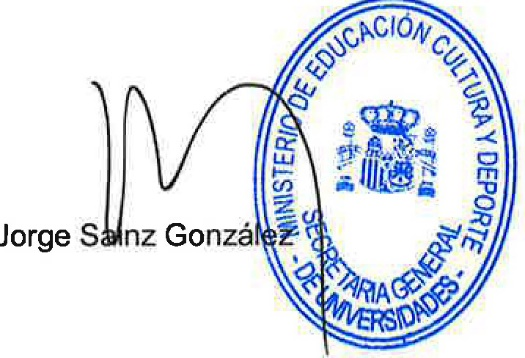 MINISTERIO DE EDUCACIÓN CULTURA Y DEPORTE
Jorge Sainz González
SECRETARIA GENERAL
- DE UNIVERSIDADES -